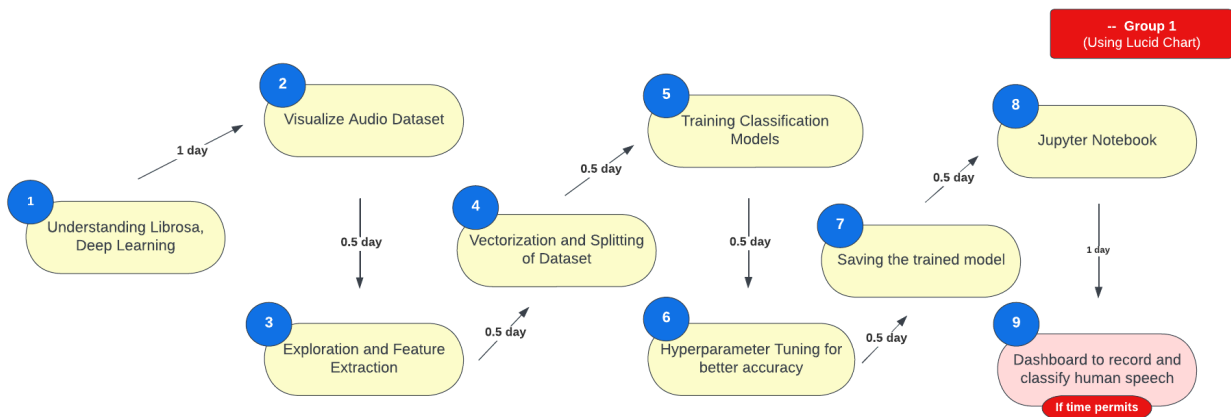 -- Group 1
(Using Lucid Chart)
1
Understanding Librosa,
Deep Learning
1 day
2
Visualize Audio Dataset
0.5 day
3
Exploration and Feature
Extraction
0.5 day
4
Vectorization and Splitting
of Dataset
0.5 day
5
Training Classification
Models
0.5 day
6
Hyperparameter Tuning for
better accuracy
0.5 day
7
Saving the trained model
0.5 day
8
Jupyter Notebook
1 day
9
Dashboard to record and
classify human speech
If time permits